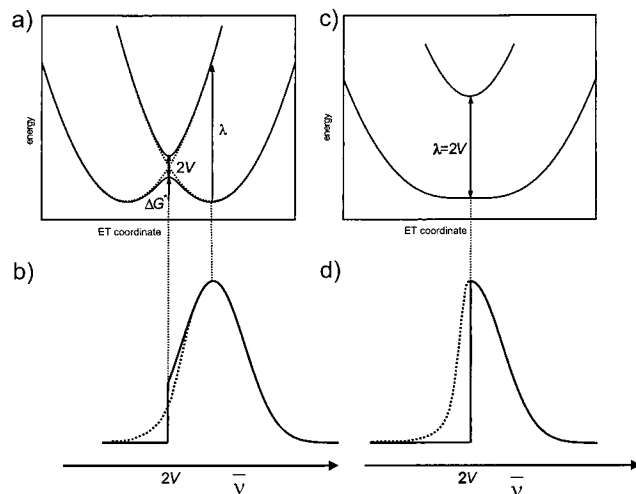 a)
energy
2V
λ
ΔG*
ET coordinate
c)
energy
λ=2V
ET coordinate
b)
2V
ν̅
d)
2V
ν̅